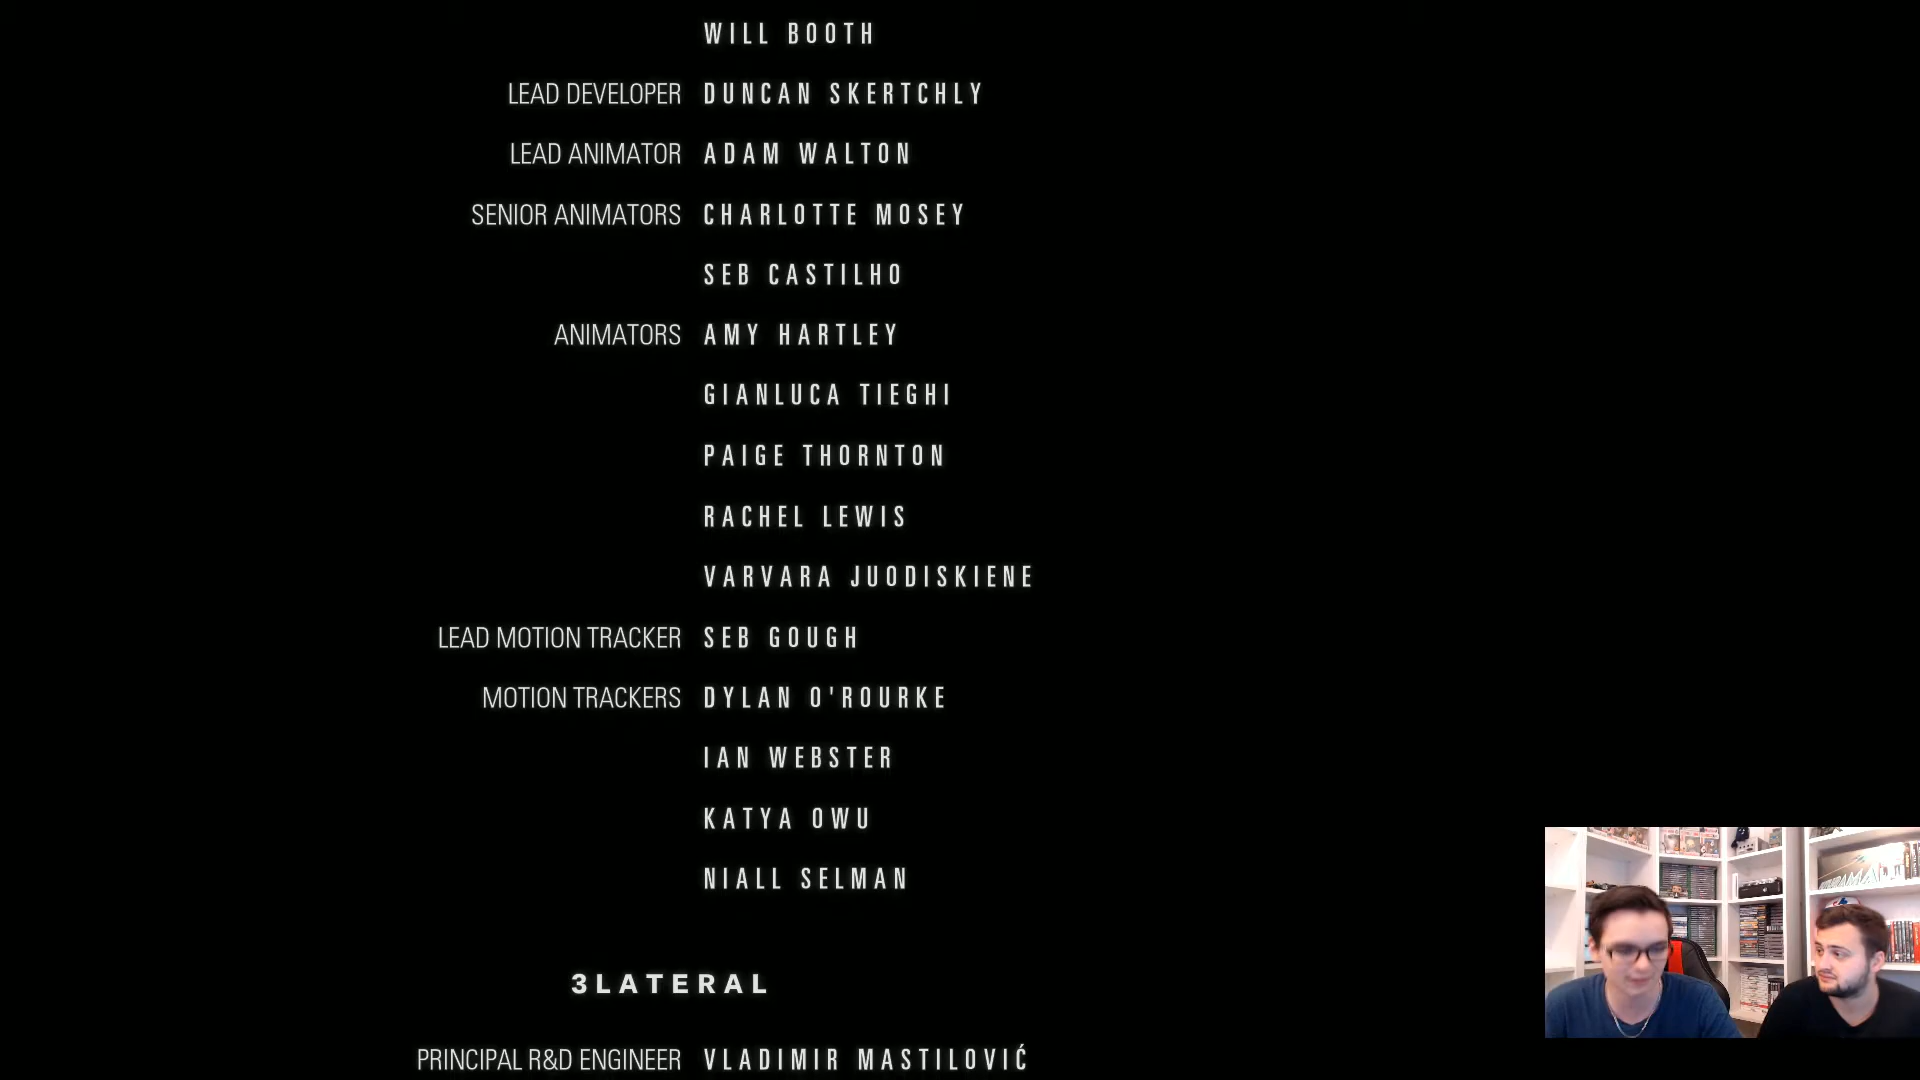 WILL BOOTH
LEAD DEVELOPER DUNCAN SKERTCHLY
LEAD ANIMATOR ADAM WALTON
SENIOR ANIMATORS CHARLOTTE MOSEY
SEB CASTILHO
ANIMATORS AMY HARTLEY
GIANLUCA TIEGHI
PAIGE THORNTON
RACHEL LEWIS
VARVARA JUODISKIENE
LEAD MOTION TRACKER SEB GOUGH
MOTION TRACKERS DYLAN O'ROURKE
IAN WEBSTER
KATYA OWU
NIALL SELMAN
3LATERAL
PRINCIPAL R&D ENGINEER VLADIMIR MASTILOVIĆ